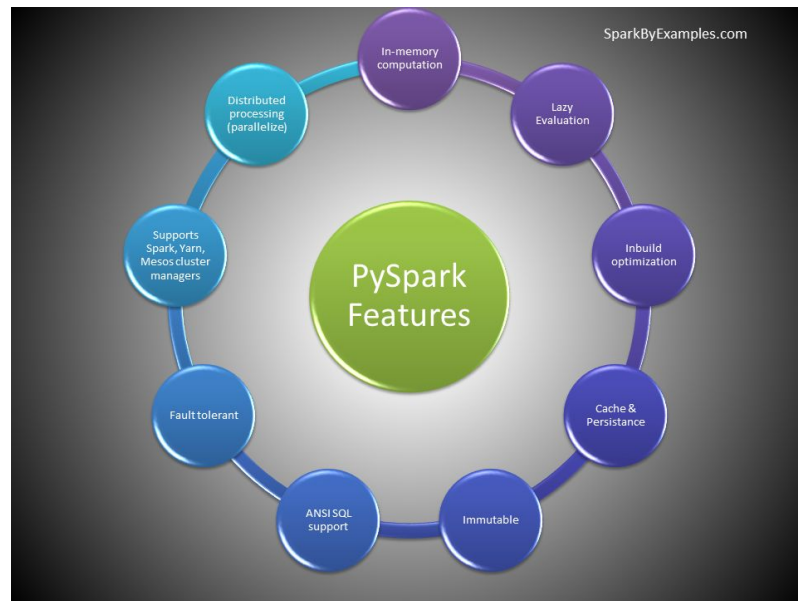 SparkByExamples.com
In-memory
computation
Lazy
Evaluation
Inbuild
optimization
Cache &
Persistance
Immutable
ANSI SQL
support
Fault tolerant
Supports
Spark, Yarn,
Mesos cluster
managers
Distributed
processing
(parallelize)
PySpark
Features